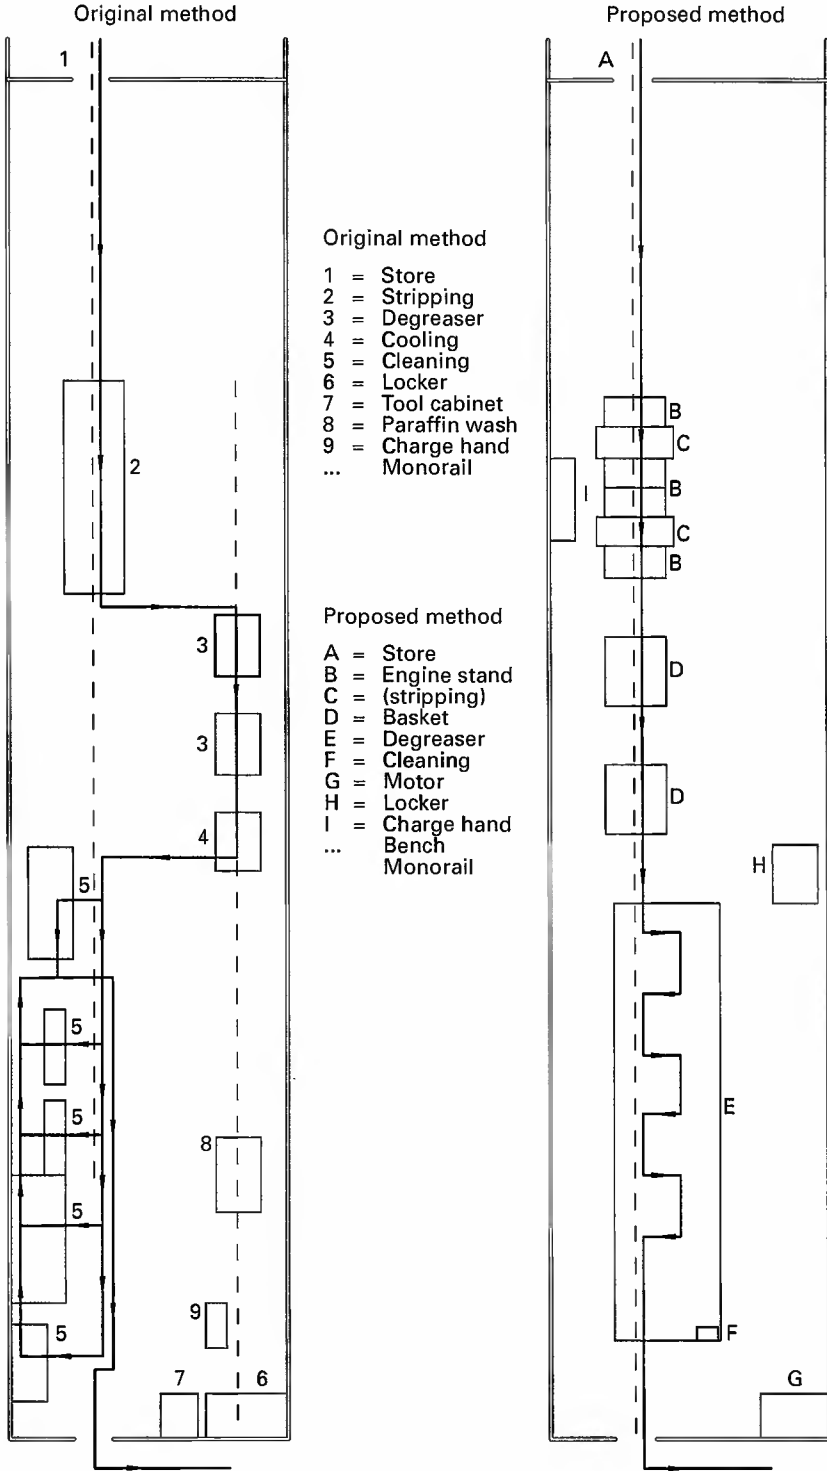 Original method
Proposed method
1
A
Original method
1 = Store
2 = Stripping
3 = Degreaser
4 = Cooling
5 = Cleaning
6 = Locker
7 = Tool cabinet
8 = Paraffin wash
9 = Charge hand
... Monorail
2
B
C
B
I
C
B
Proposed method
A = Store
B = Engine stand
C = (stripping)
D = Basket
E = Degreaser
F = Cleaning
G = Motor
H = Locker
I = Charge hand
... Bench
Monorail
3
3
4
5
5
5
5
5
8
9
7
6
D
D
H
E
F
G